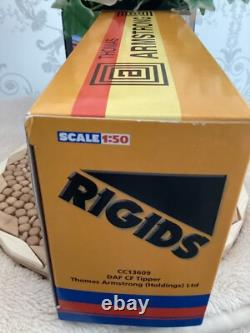 THOMAS
ARMSTRONG
SCALE 1:50
RIGIDS
CC13609
DAF CF Tipper
Thomas Armstrong (Holdings) Ltd